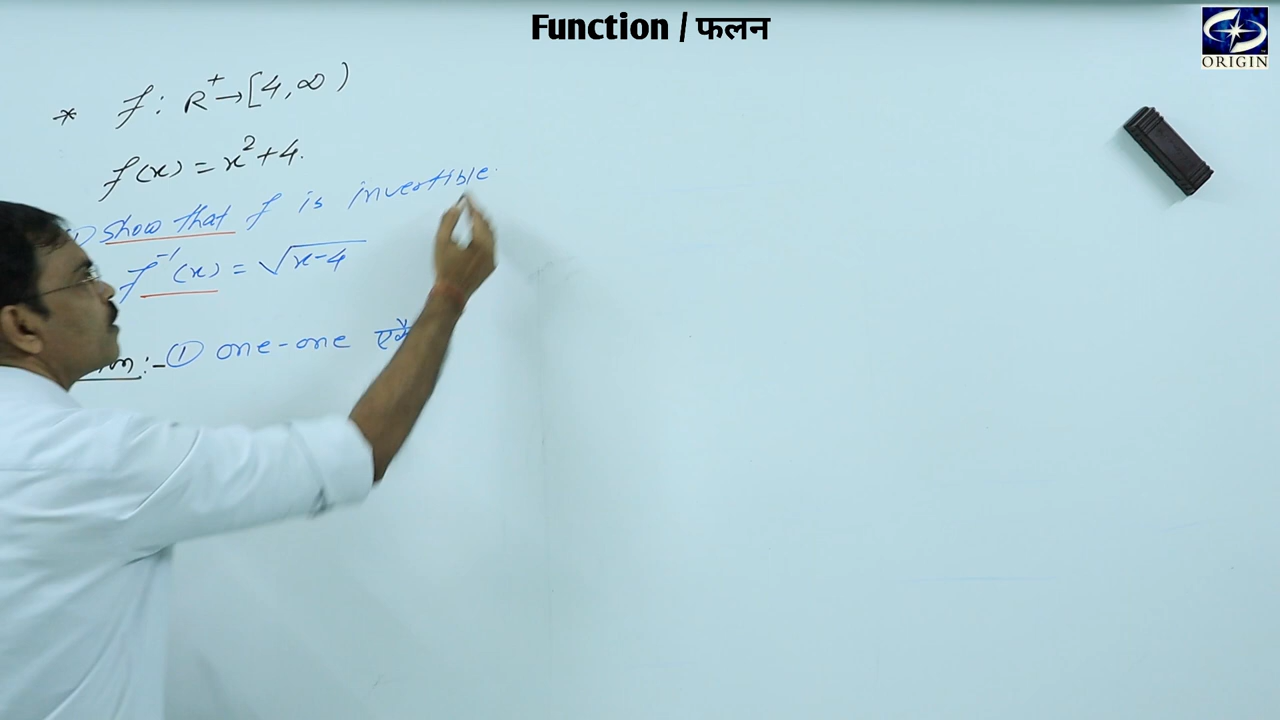 Function / फलन
ORIGIN
* f : R⁺→[4,∞)
f(x) = x²+4.
) show that f is invertible.
f⁻¹(x) = √x-4
:- ① one-one